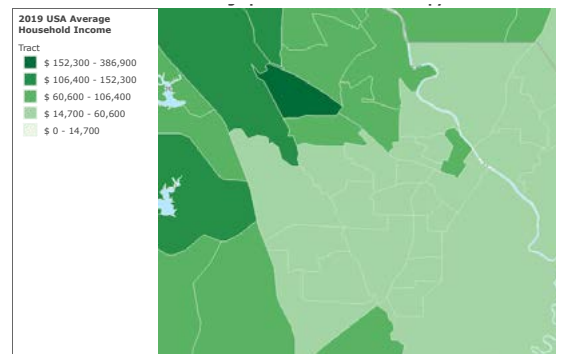 2019 USA Average
Household Income
Tract
$ 152,300 - 386,900
$ 106,400 - 152,300
$ 60,600 - 106,400
$ 14,700 - 60,600
$ 0 - 14,700